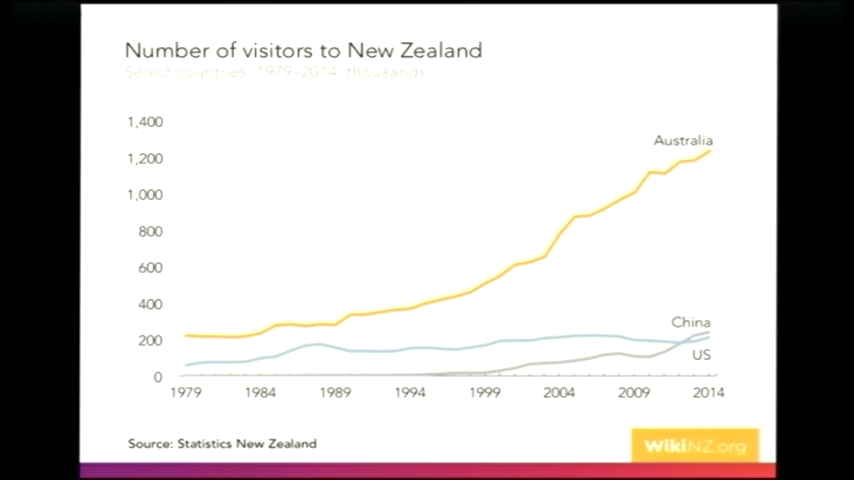 Number of visitors to New Zealand
Select countries, 1979–2014, thousands
1,400
1,200
1,000
800
600
400
200
0
Australia
China
US
1979 1984 1989 1994 1999 2004 2009 2014
Source: Statistics New Zealand
WikiNZ.org